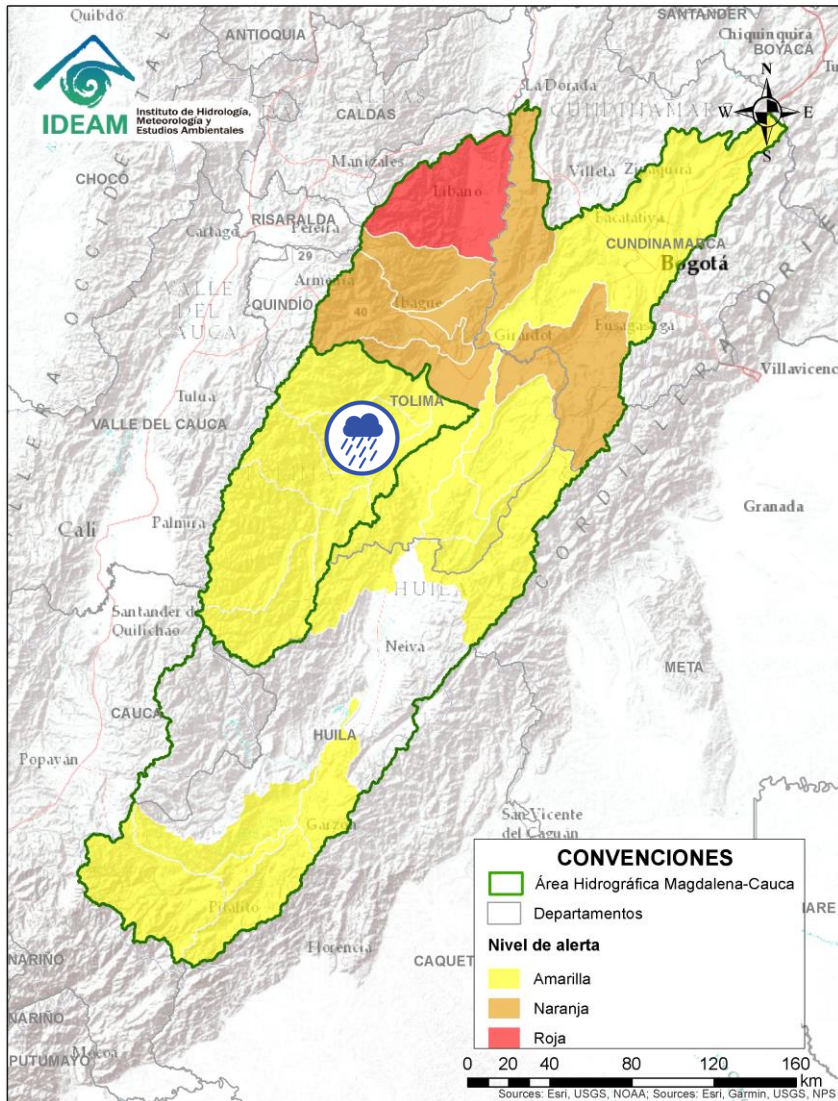 Quibdó
ANTIOQUIA
SANTANDER
Chiquinquirá
BOYACÁ
IDEAM
Instituto de Hidrología,
Meteorología y
Estudios Ambientales
La Dorada
CALDAS
N
W
E
S
CHOCÓ
Manizales
Líbano
Villeta
Zipaquirá
RISARALDA
Cartago
Pereira
Facatativá
CUNDINAMARCA
Bogotá
29
Armenia
QUINDÍO
40
Ibagué
VALLE
DEL
CAUCA
Girardot
Fusagasugá
Villavicenc
Tuluá
TOLIMA
VALLE DEL CAUCA
Granada
Cali
Palmira
HUILA
Santander de
Quilichao
Neiva
META
CAUCA
HUILA
Popayán
San Vicente
del Caguán
Garzón
Pitalito
Florencia
CAQUET
IARE
NARIÑO
NARIÑO
PUTUMAYO
Mocoa
CONVENCIONES
Área Hidrográfica Magdalena-Cauca
Departamentos
Nivel de alerta
Amarilla
Naranja
Roja
0 20 40 80 120 160
km
Sources: Esri, USGS, NOAA; Sources: Esri, Garmin, USGS, NPS